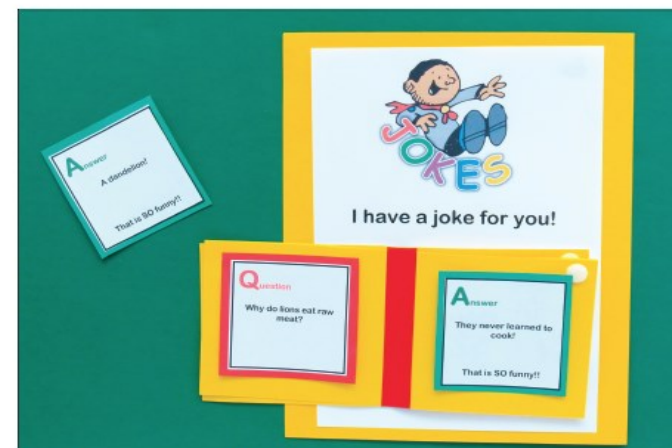 Answer
A dandelion!
That is SO funny!!
JOKES
I have a joke for you!
Question
Why do lions eat raw
meat?
Answer
They never learned to
cook!
That is SO funny!!